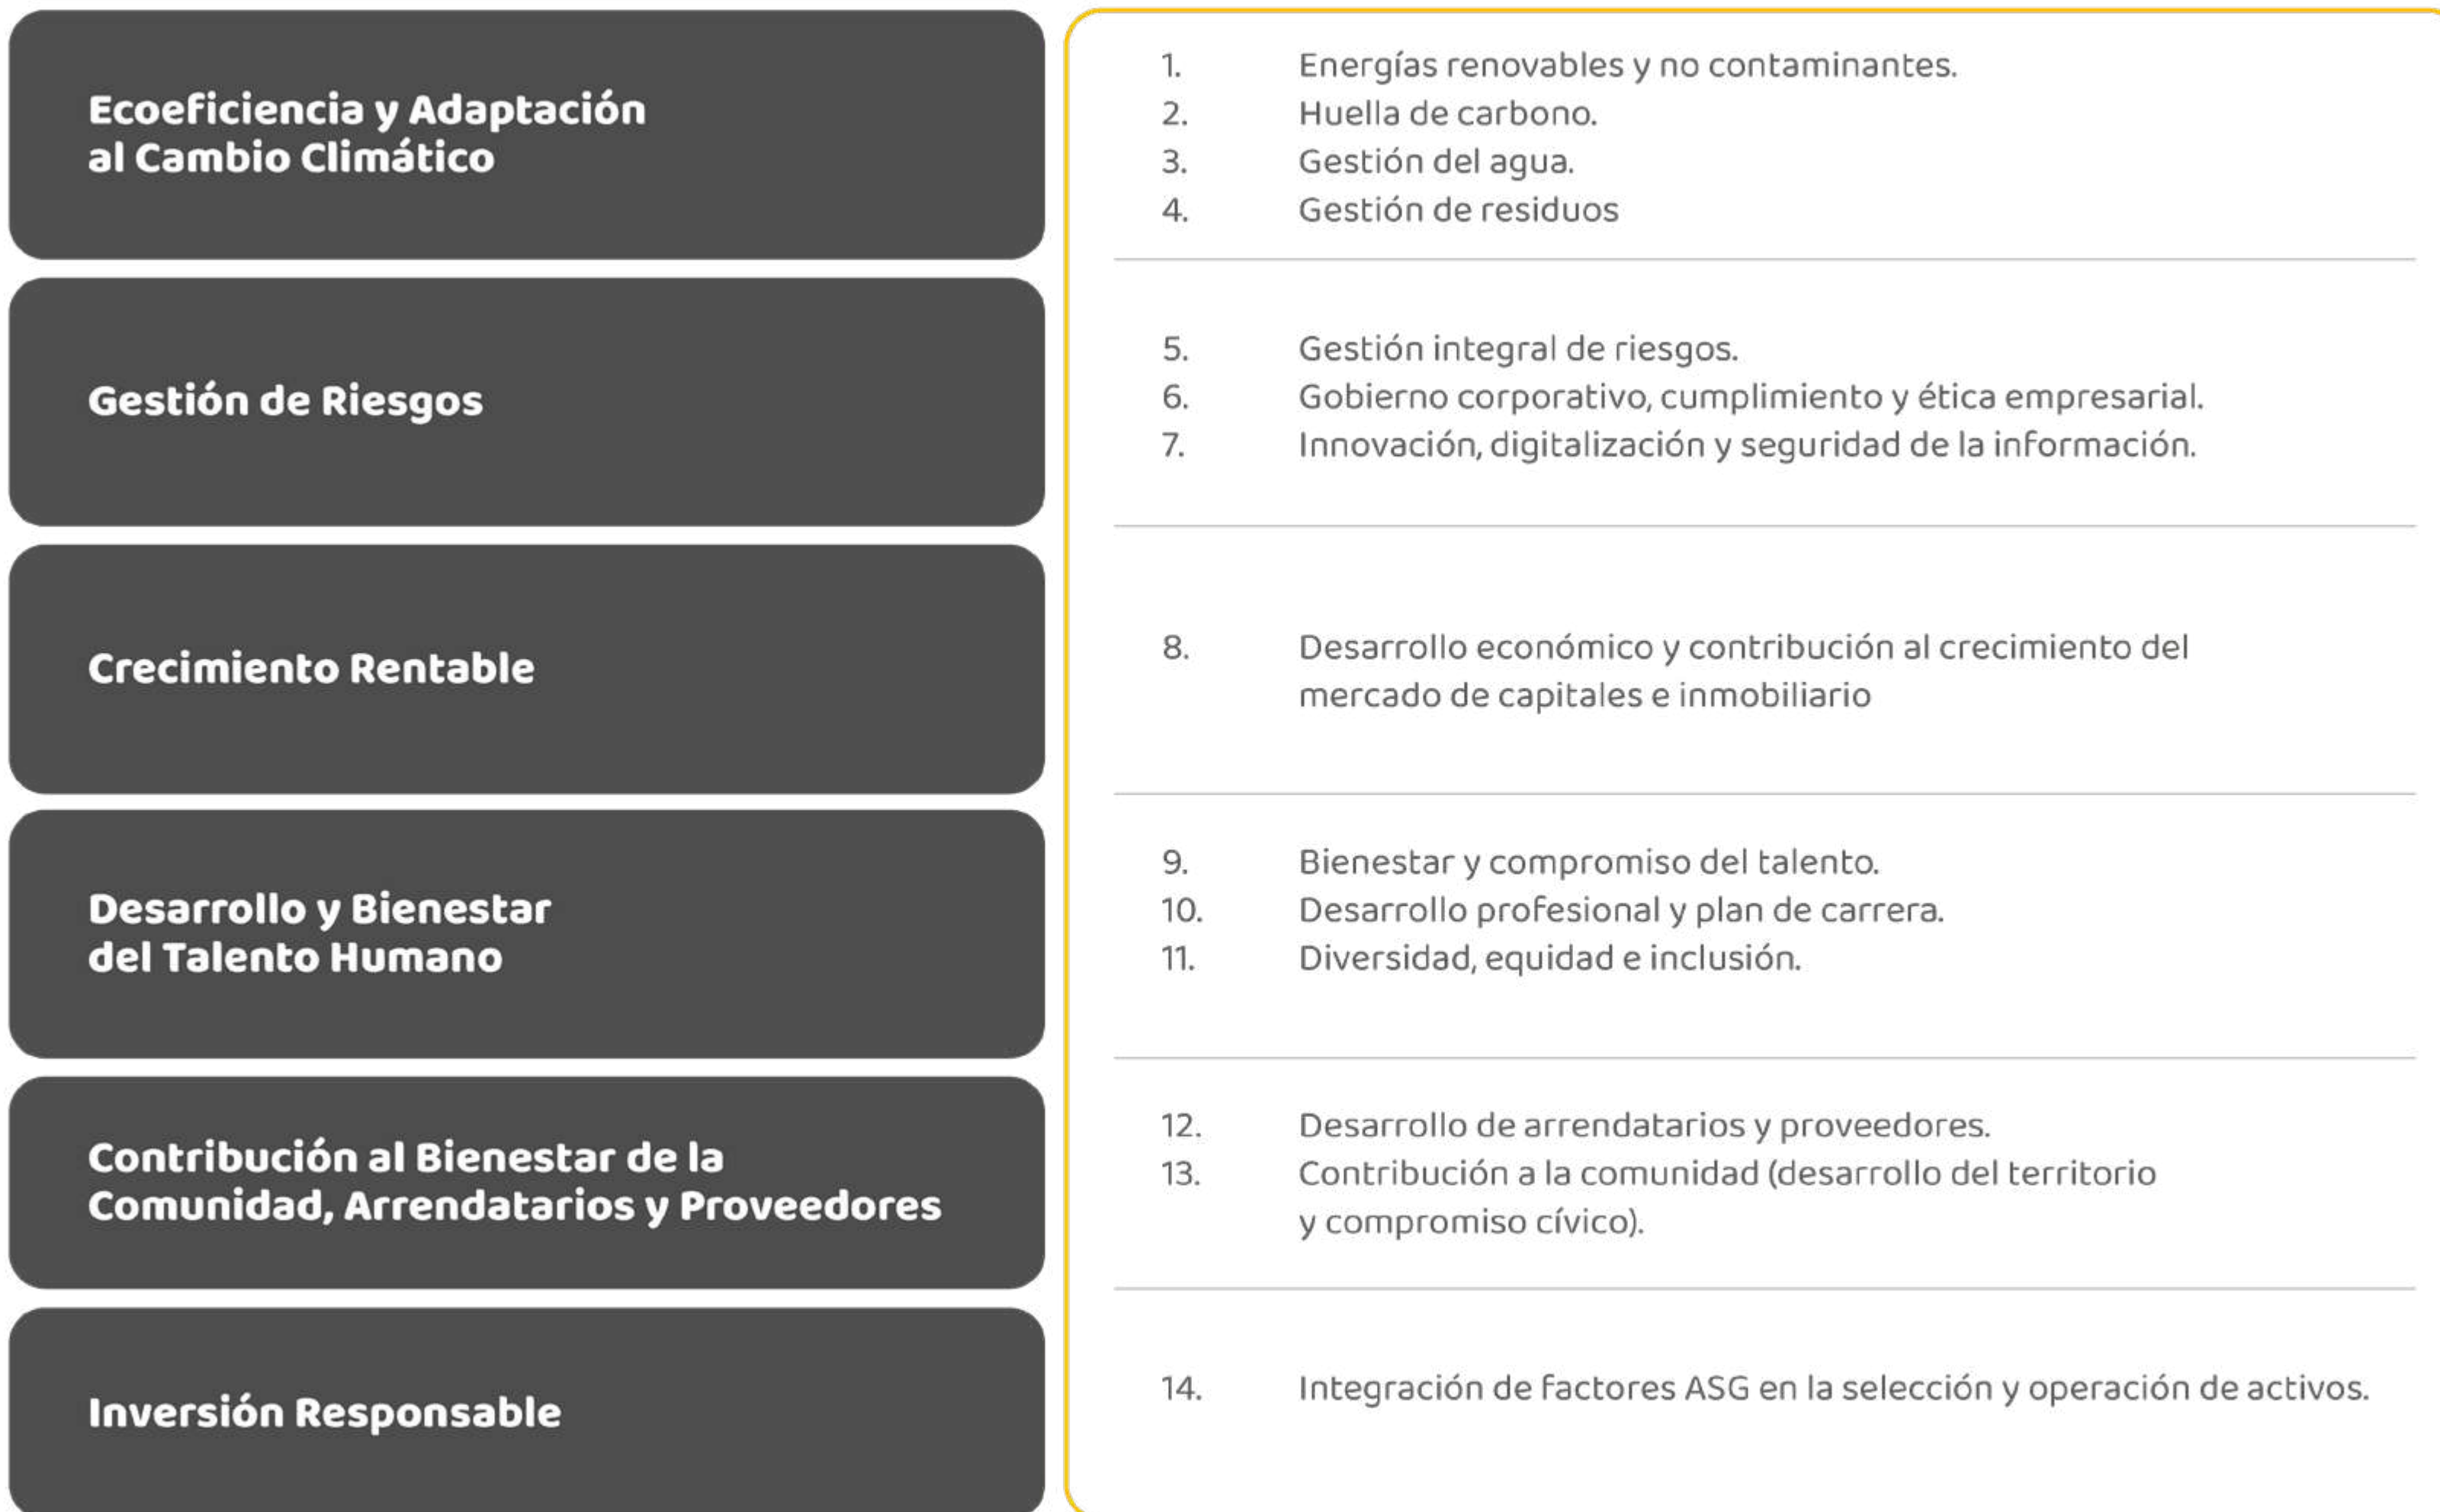 Ecoeficiencia y Adaptación
al Cambio Climático
1. Energías renovables y no contaminantes.
2. Huella de carbono.
3. Gestión del agua.
4. Gestión de residuos
Gestión de Riesgos
5. Gestión integral de riesgos.
6. Gobierno corporativo, cumplimiento y ética empresarial.
7. Innovación, digitalización y seguridad de la información.
Crecimiento Rentable
8. Desarrollo económico y contribución al crecimiento del
mercado de capitales e inmobiliario
Desarrollo y Bienestar
del Talento Humano
9. Bienestar y compromiso del talento.
10. Desarrollo profesional y plan de carrera.
11. Diversidad, equidad e inclusión.
Contribución al Bienestar de la
Comunidad, Arrendatarios y Proveedores
12. Desarrollo de arrendatarios y proveedores.
13. Contribución a la comunidad (desarrollo del territorio
y compromiso cívico).
Inversión Responsable
14. Integración de factores ASG en la selección y operación de activos.